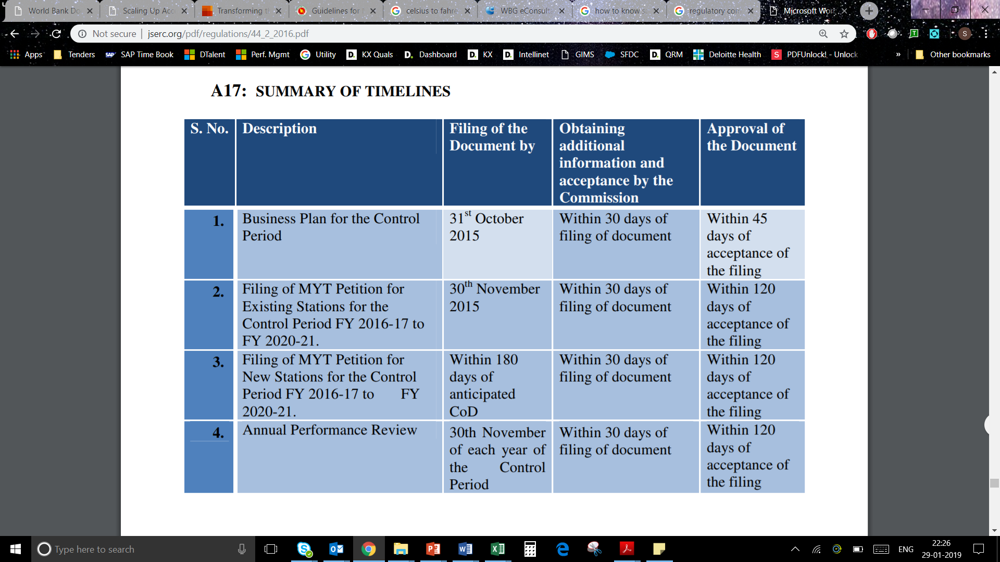 World Bank Do
Scaling Up Acc
Transforming t
Guidelines for
celsius to fahre
WBG eConsult
how to know s
regulatory com
Microsoft Wor
Not secure | jserc.org/pdf/regulations/44_2_2016.pdf
S
Apps Tenders SAP SAP Time Book DTalent Perf. Mgmt Utility D. KX Quals D. Dashboard D. KX D. Intellinet GIMS SFDC D. QRM Deloitte Health S PDFUnlock! - Unlock » Other bookmarks
A17: SUMMARY OF TIMELINES
S. No.
Description
Filing of the
Document by
Obtaining
additional
information and
acceptance by the
Commission
Approval of
the Document
1.
Business Plan for the Control
Period
31st October
2015
Within 30 days of
filing of document
Within 45
days of
acceptance of
the filing
2.
Filing of MYT Petition for
Existing Stations for the
Control Period FY 2016-17 to
FY 2020-21.
30th November
2015
Within 30 days of
filing of document
Within 120
days of
acceptance of
the filing
3.
Filing of MYT Petition for
New Stations for the Control
Period FY 2016-17 to FY
2020-21.
Within 180
days of
anticipated
CoD
Within 30 days of
filing of document
Within 120
days of
acceptance of
the filing
4.
Annual Performance Review
30th November
of each year of
the Control
Period
Within 30 days of
filing of document
Within 120
days of
acceptance of
the filing
Type here to search
ENG
22:26
29-01-2019